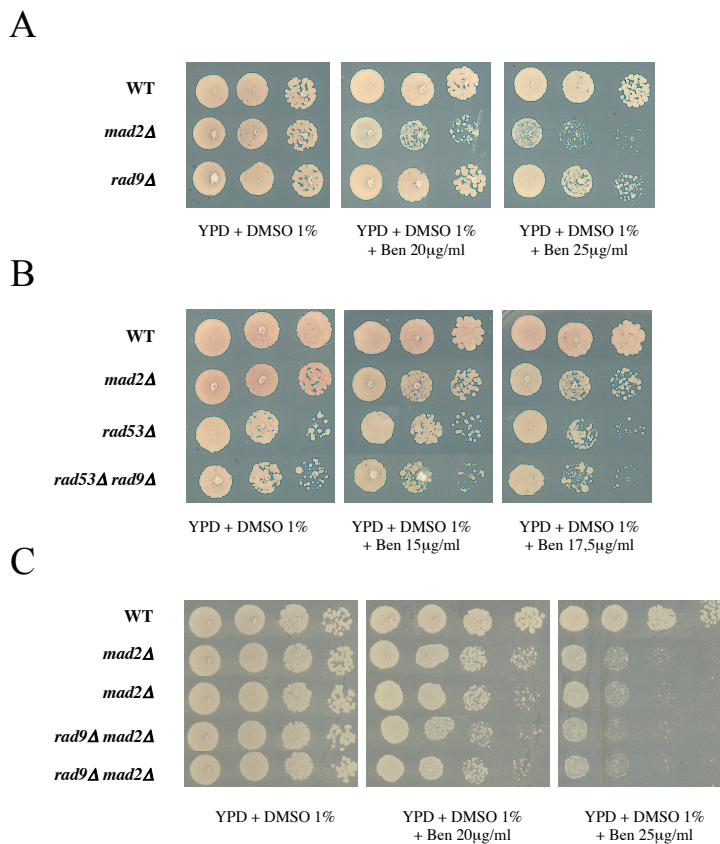 A
WT
mad2Δ
rad9Δ
YPD + DMSO 1%
YPD + DMSO 1%
+ Ben 20μg/ml
YPD + DMSO 1%
+ Ben 25μg/ml
B
WT
mad2Δ
rad53Δ
rad53Δ rad9Δ
YPD + DMSO 1%
YPD + DMSO 1%
+ Ben 15μg/ml
YPD + DMSO 1%
+ Ben 17,5μg/ml
C
WT
mad2Δ
mad2Δ
rad9Δ mad2Δ
rad9Δ mad2Δ
YPD + DMSO 1%
YPD + DMSO 1%
+ Ben 20μg/ml
YPD + DMSO 1%
+ Ben 25μg/ml